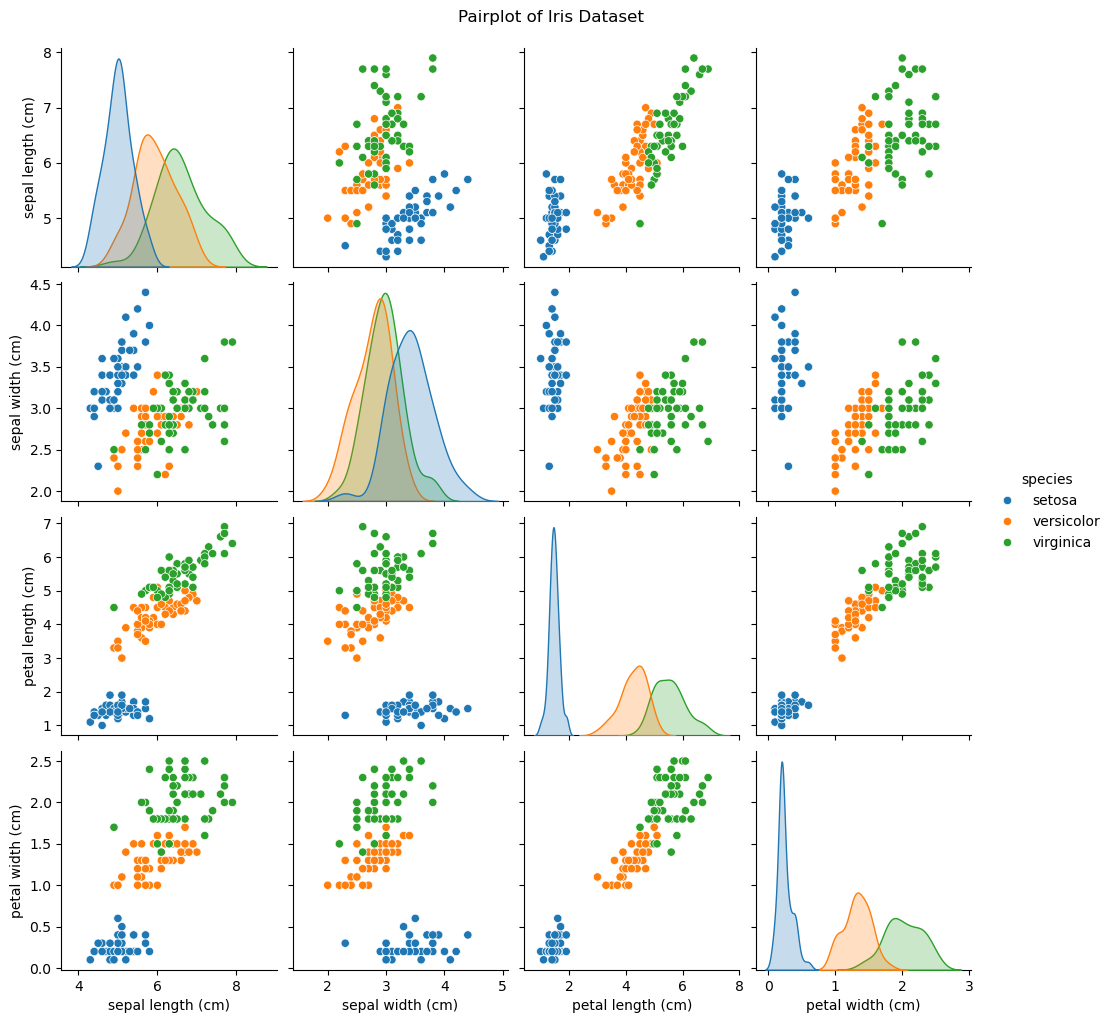 Pairplot of Iris Dataset
8
7
6
5
sepal length (cm)
4.5
4.0
3.5
3.0
2.5
2.0
sepal width (cm)
species
setosa
versicolor
virginica
7
6
5
4
3
2
1
petal length (cm)
2.5
2.0
1.5
1.0
0.5
0.0
petal width (cm)
4 6 8
2 3 4 5
2 4 6 8
0 1 2 3
sepal length (cm)
sepal width (cm)
petal length (cm)
petal width (cm)